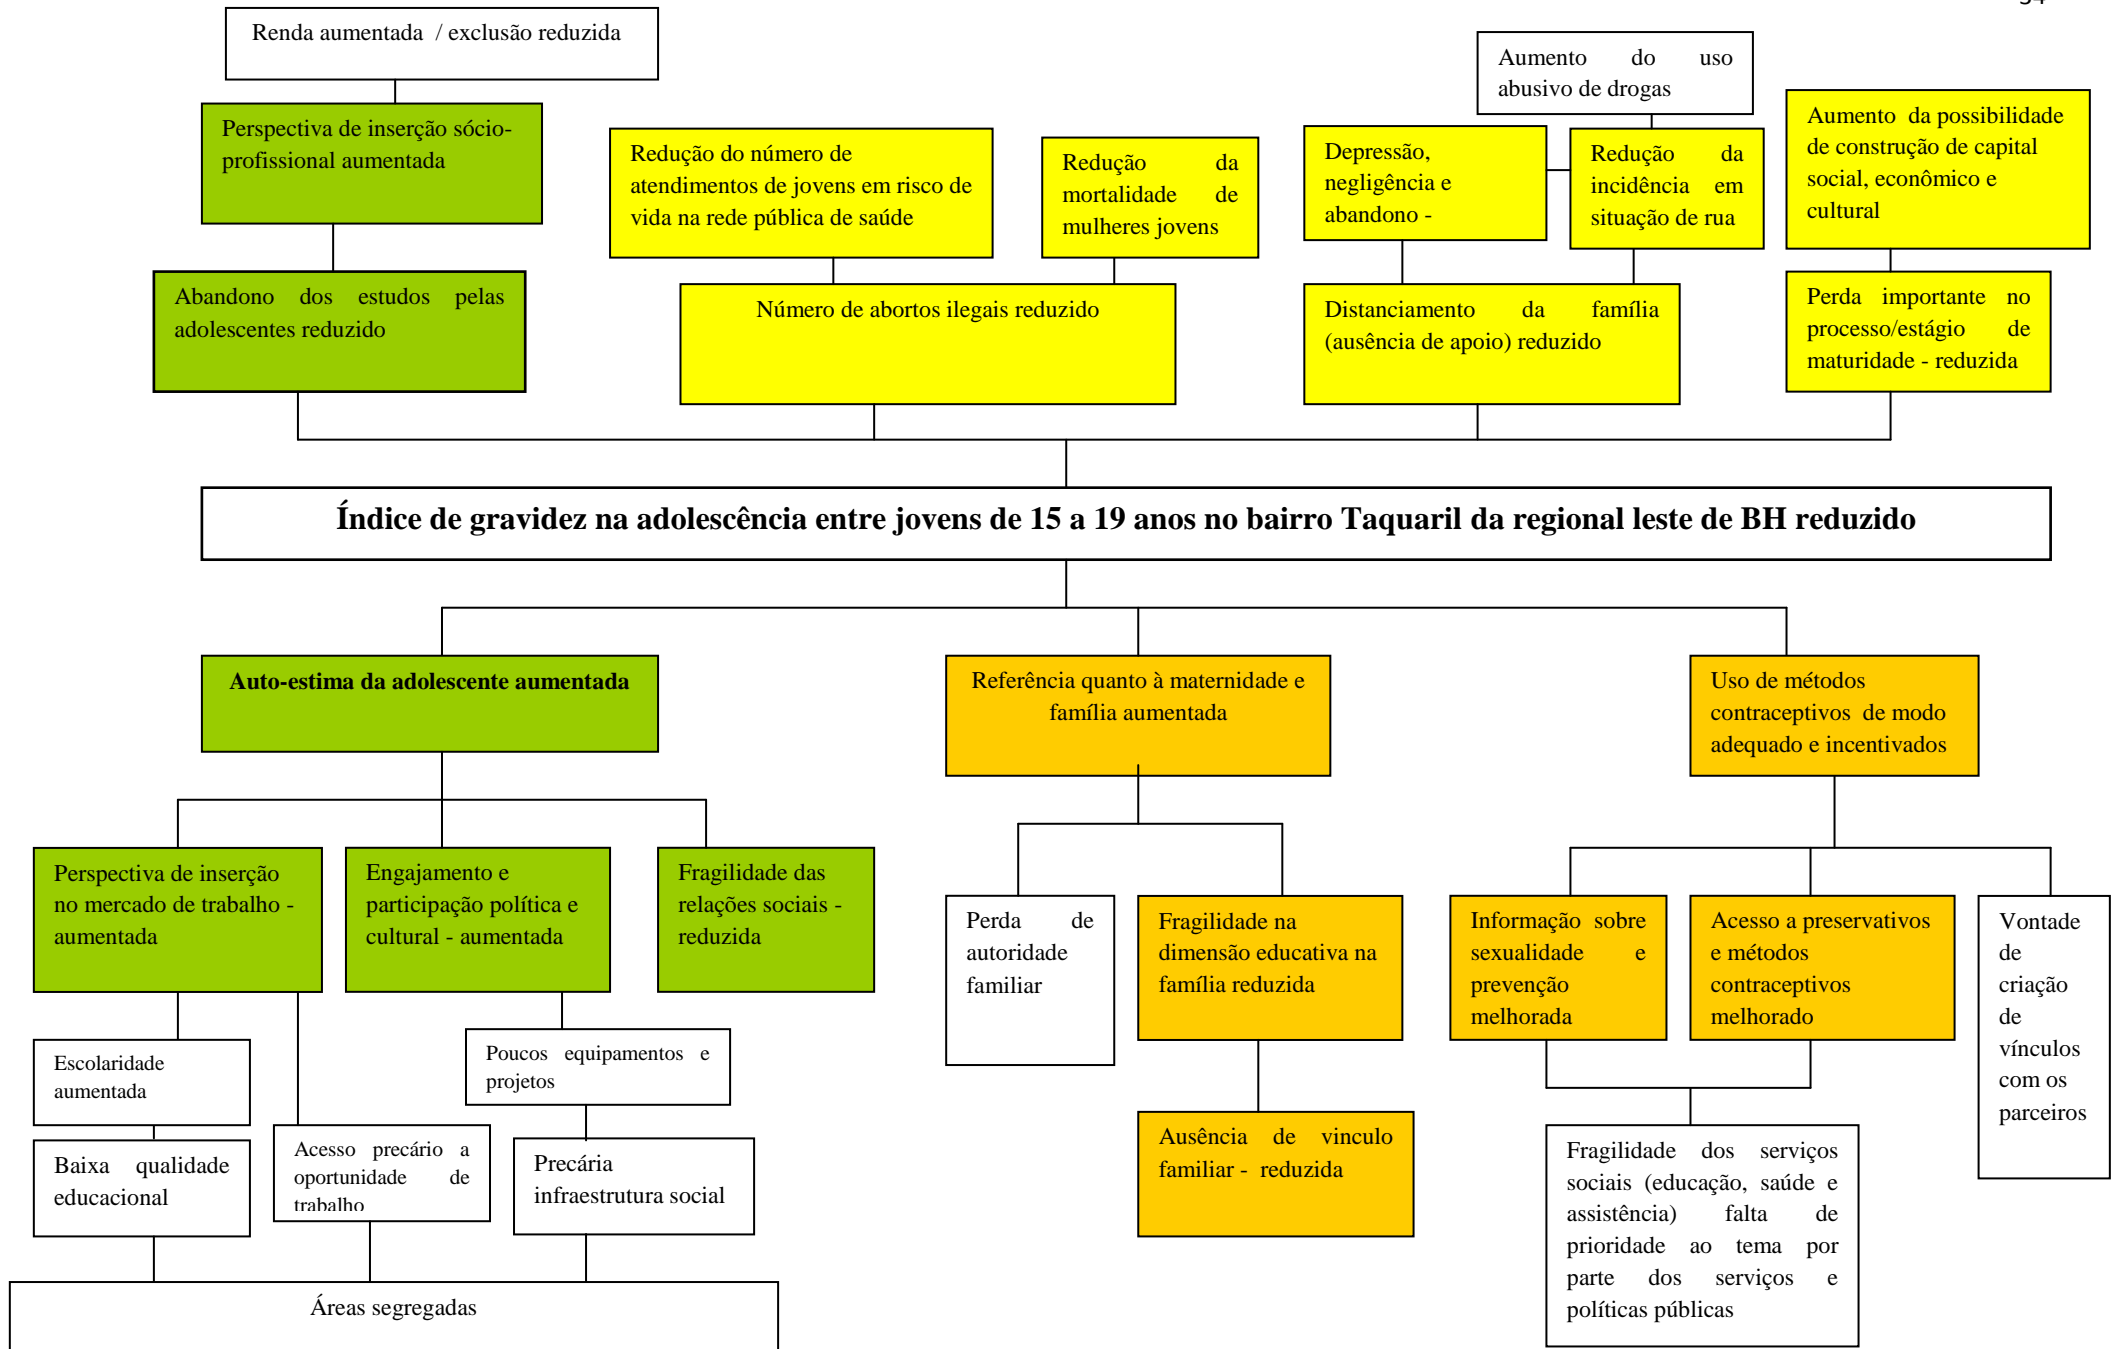 Renda aumentada / exclusão reduzida
Aumento do uso
abusivo de drogas
Perspectiva de inserção sócio-
profissional aumentada
Redução do número de
atendimentos de jovens em risco de
vida na rede pública de saúde
Redução da
mortalidade de
mulheres jovens
Depressão,
negligência e
abandono -
Redução da
incidência em
situação de rua
Aumento da possibilidade
de construção de capital
social, econômico e
cultural
Abandono dos estudos pelas
adolescentes reduzido
Número de abortos ilegais reduzido
Distanciamento da família
(ausência de apoio) reduzido
Perda importante no
processo/estágio de
maturidade - reduzida
Índice de gravidez na adolescência entre jovens de 15 a 19 anos no bairro Taquaril da regional leste de BH reduzido
Auto-estima da adolescente aumentada
Referência quanto à maternidade e
família aumentada
Uso de métodos
contraceptivos de modo
adequado e incentivados
Perspectiva de inserção
no mercado de trabalho -
aumentada
Engajamento e
participação política e
cultural - aumentada
Fragilidade das
relações sociais -
reduzida
Perda de
autoridade
familiar
Fragilidade na
dimensão educativa na
família reduzida
Informação sobre
sexualidade e
prevenção
melhorada
Acesso a preservativos
e métodos
contraceptivos
melhorado
Vontade
de
criação
de
vínculos
com os
parceiros
Escolaridade
aumentada
Poucos equipamentos e
projetos
Baixa qualidade
educacional
Acesso precário a
oportunidade de
trabalho
Precária
infraestrutura social
Ausência de vinculo
familiar - reduzida
Fragilidade dos serviços
sociais (educação, saúde e
assistência) falta de
prioridade ao tema por
parte dos serviços e
políticas públicas
Áreas segregadas